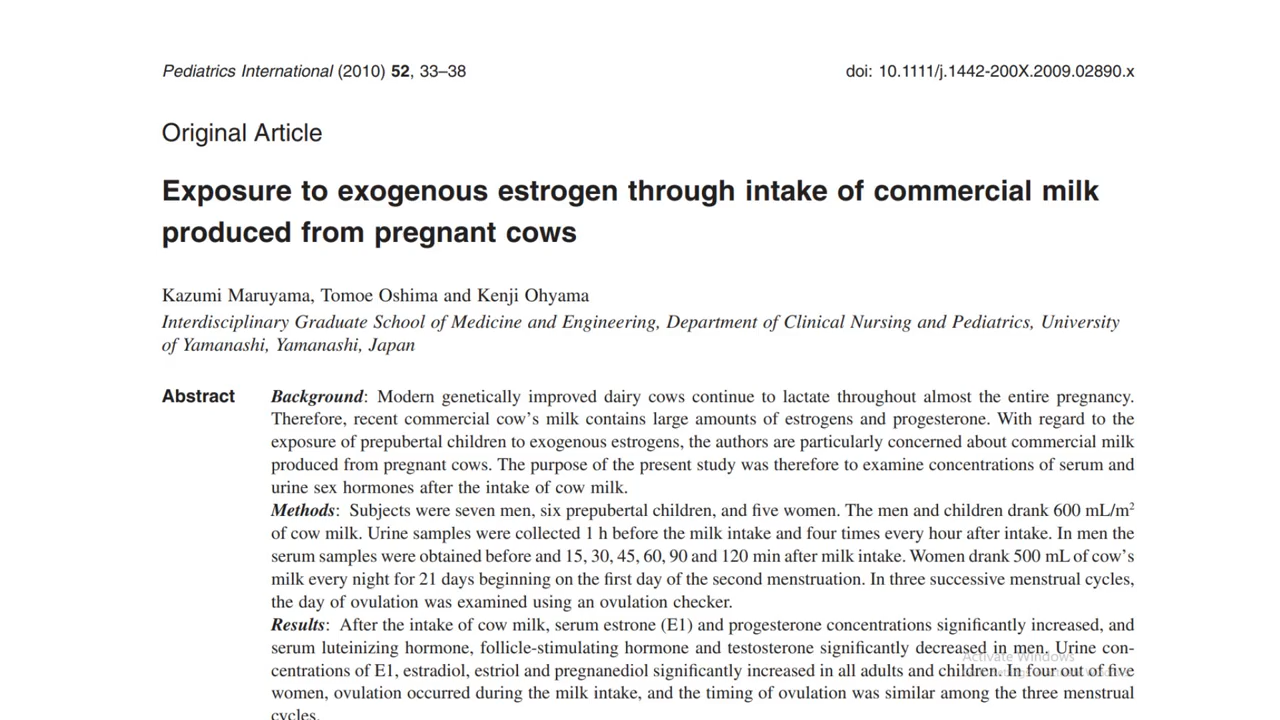 Pediatrics International (2010) 52, 33–38 doi: 10.1111/j.1442-200X.2009.02890.x
Original Article
Exposure to exogenous estrogen through intake of commercial milk
produced from pregnant cows
Kazumi Maruyama, Tomoe Oshima and Kenji Ohyama
Interdisciplinary Graduate School of Medicine and Engineering, Department of Clinical Nursing and Pediatrics, University
of Yamanashi, Yamanashi, Japan
Abstract Background: Modern genetically improved dairy cows continue to lactate throughout almost the entire pregnancy.
Therefore, recent commercial cow's milk contains large amounts of estrogens and progesterone. With regard to the
exposure of prepubertal children to exogenous estrogens, the authors are particularly concerned about commercial milk
produced from pregnant cows. The purpose of the present study was therefore to examine concentrations of serum and
urine sex hormones after the intake of cow milk.
Methods: Subjects were seven men, six prepubertal children, and five women. The men and children drank 600 mL/m²
of cow milk. Urine samples were collected 1 h before the milk intake and four times every hour after intake. In men the
serum samples were obtained before and 15, 30, 45, 60, 90 and 120 min after milk intake. Women drank 500 mL of cow's
milk every night for 21 days beginning on the first day of the second menstruation. In three successive menstrual cycles,
the day of ovulation was examined using an ovulation checker.
Results: After the intake of cow milk, serum estrone (E1) and progesterone concentrations significantly increased, and
serum luteinizing hormone, follicle-stimulating hormone and testosterone significantly decreased in men. Urine con-
centrations of E1, estradiol, estriol and pregnanediol significantly increased in all adults and children. In four out of five
women, ovulation occurred during the milk intake, and the timing of ovulation was similar among the three menstrual
cycles.
Activate Windows